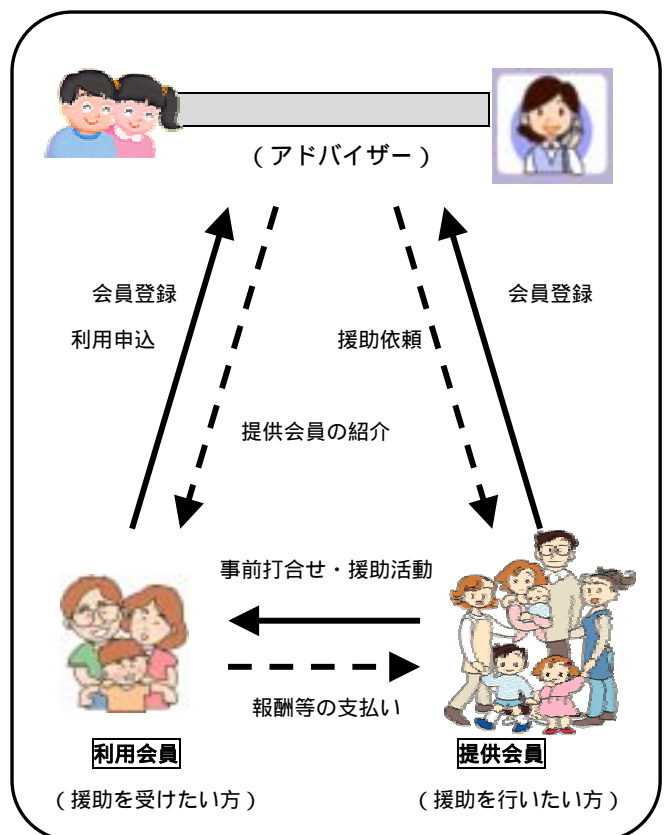 （アドバイザー）
会員登録
利用申込
会員登録
援助依頼
提供会員の紹介
事前打合せ・援助活動
報酬等の支払い
利用会員
提供会員
（援助を受けたい方）
（援助を行いたい方）